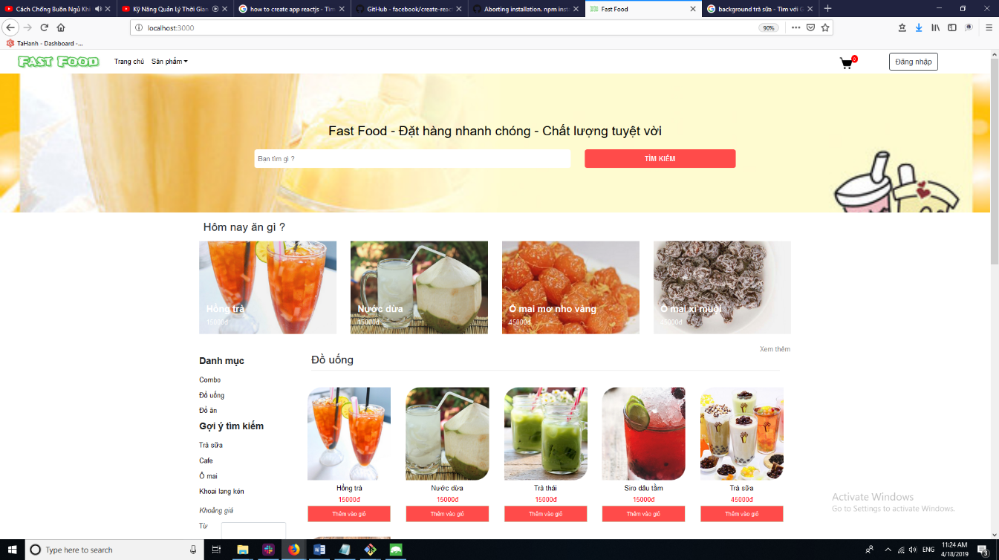 Cách Chống Buồn Ngủ Khi
Kỹ Năng Quản Lý Thời Gian
how to create app reactjs - Tìm
GitHub - facebook/create-reac
Aborting installation. npm inst
Fast Food
background trà sữa - Tìm với G
localhost:3000
90%
TaHanh - Dashboard -...
FAST FOOD
Trang chủ
Sản phẩm
0
Đăng nhập
Fast Food - Đặt hàng nhanh chóng - Chất lượng tuyệt vời
Bạn tìm gì ?
TÌM KIẾM
Hôm nay ăn gì ?
Hồng trà
15000đ
Nước dừa
15000đ
Ô mai mơ nho vàng
45000đ
Ô mai xí muội
45000đ
Xem thêm
Danh mục
Combo
Đồ uống
Đồ ăn
Gợi ý tìm kiếm
Trà sữa
Cafe
Ô mai
Khoai lang kén
Khoảng giá
Từ
Đồ uống
Hồng trà
15000đ
Thêm vào giỏ
Nước dừa
15000đ
Thêm vào giỏ
Trà thái
15000đ
Thêm vào giỏ
Siro dâu tằm
15000đ
Thêm vào giỏ
Trà sữa
45000đ
Thêm vào giỏ
Activate Windows
Go to Settings to activate Windows.
Type here to search
ENG
11:24 AM
4/18/2019
3